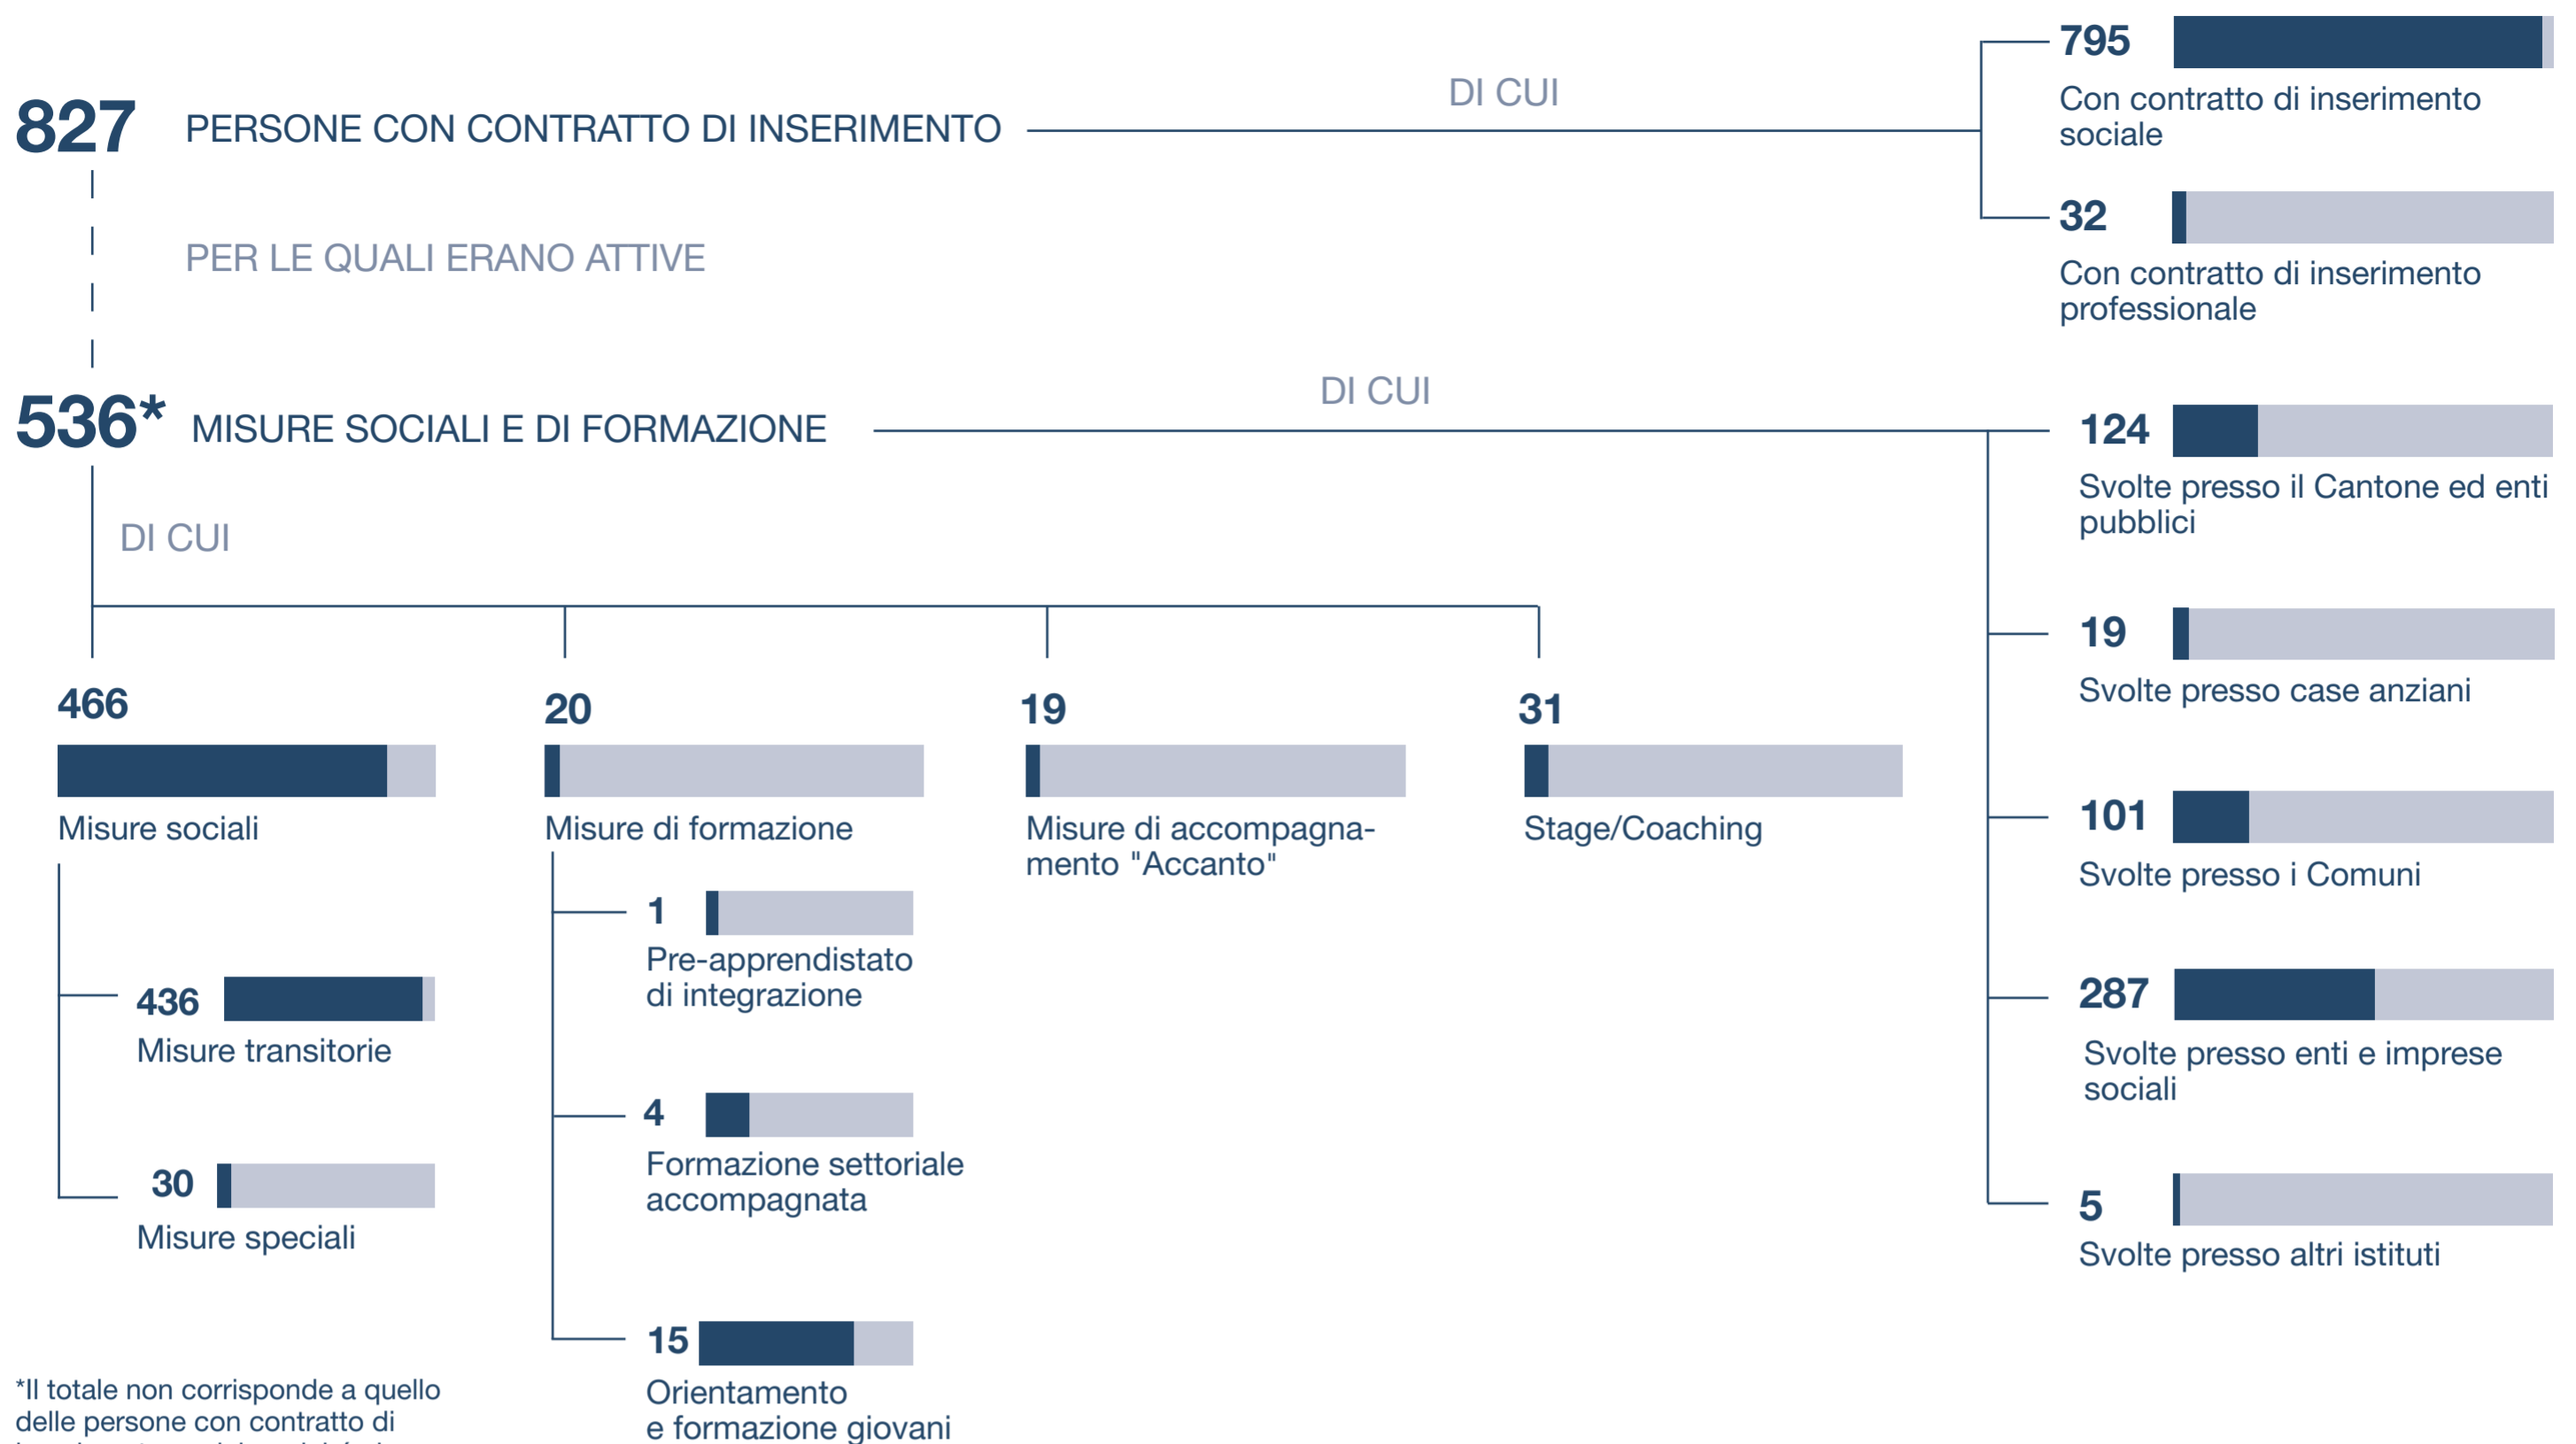 827 PERSONE CON CONTRATTO DI INSERIMENTO
DI CUI
795
Con contratto di inserimento
sociale
32
Con contratto di inserimento
professionale
PER LE QUALI ERANO ATTIVE
536* MISURE SOCIALI E DI FORMAZIONE
DI CUI
124
Svolte presso il Cantone ed enti
pubblici
19
Svolte presso case anziani
101
Svolte presso i Comuni
287
Svolte presso enti e imprese
sociali
5
Svolte presso altri istituti
DI CUI
466
Misure sociali
436
Misure transitorie
30
Misure speciali
20
Misure di formazione
1
Pre-apprendistato
di integrazione
4
Formazione settoriale
accompagnata
15
Orientamento
e formazione giovani
19
Misure di accompagna-
mento "Accanto"
31
Stage/Coaching
*Il totale non corrisponde a quello
delle persone con contratto di